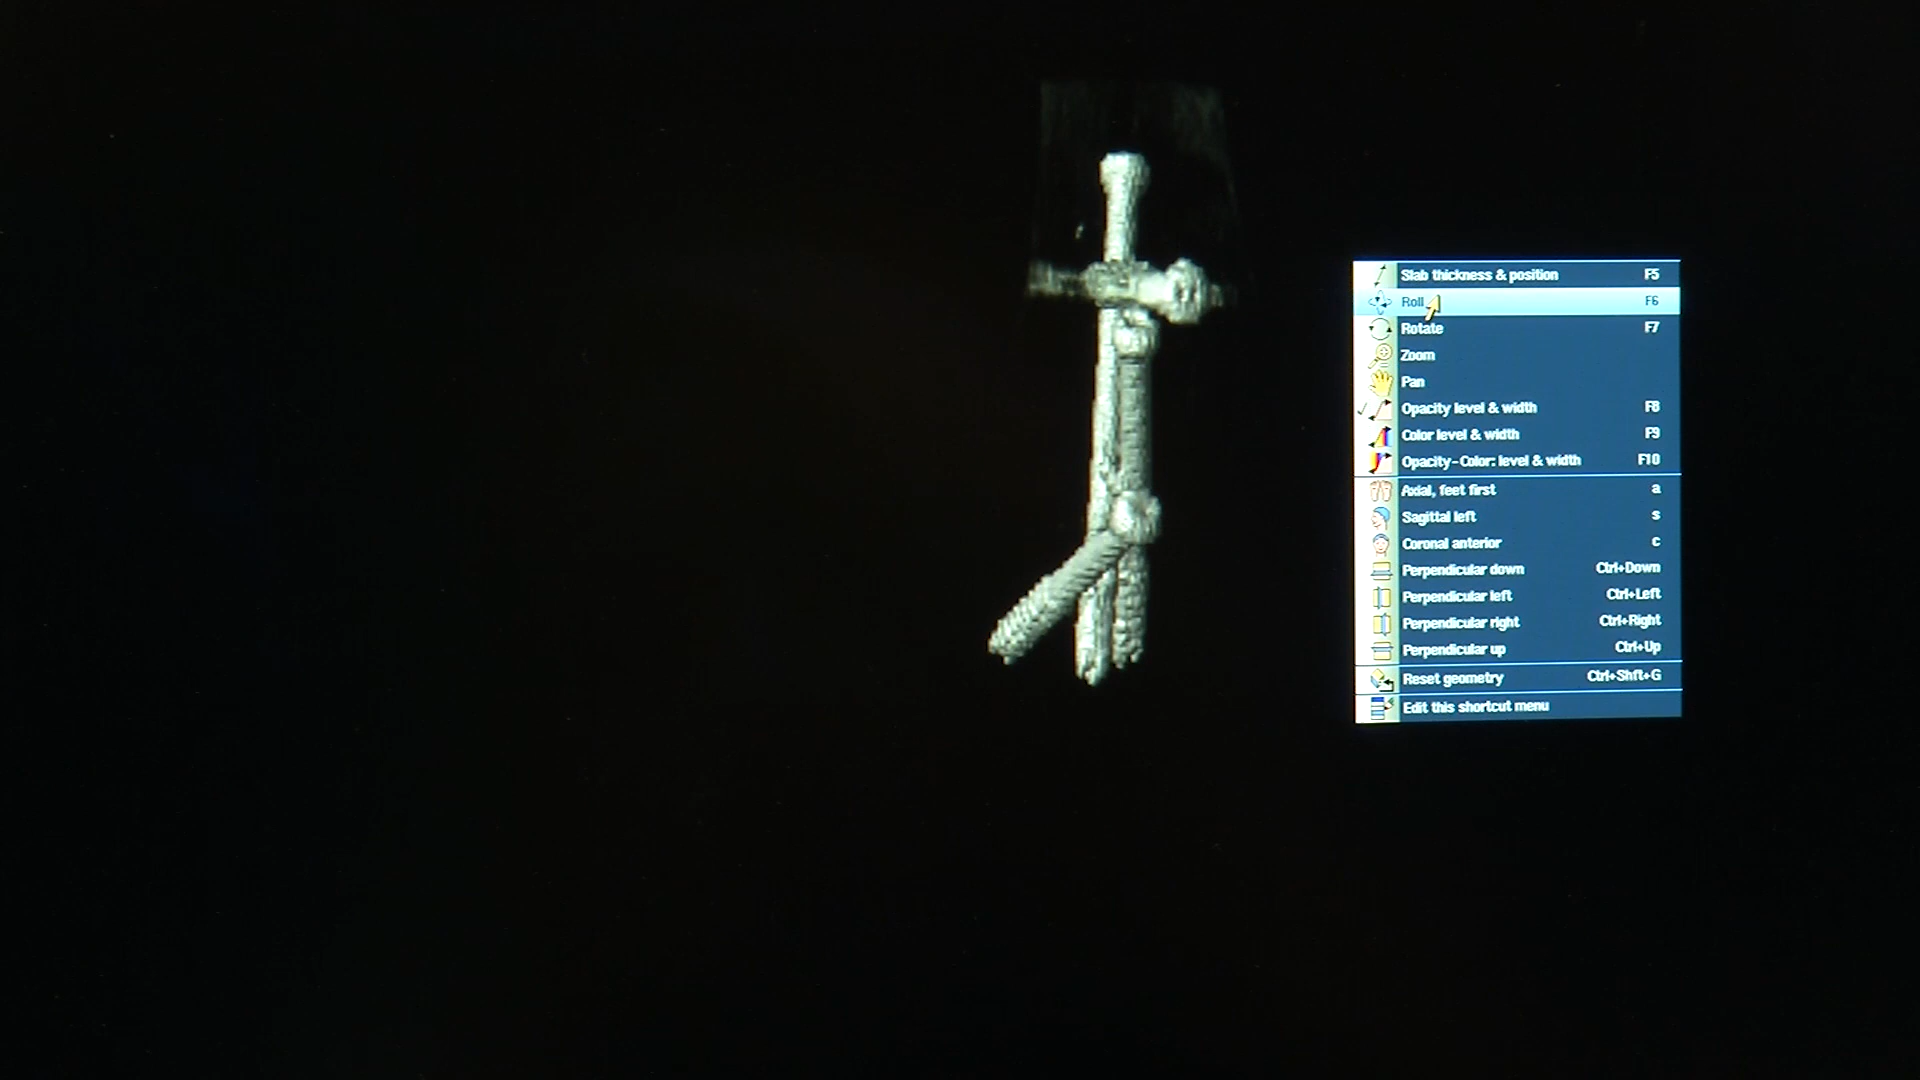 Slab thickness & position F5
Roll F6
Rotate F7
Zoom
Pan
Opacity level & width F8
Color level & width F9
Opacity-Color: level & width F10
Axial, feet first a
Sagittal left s
Coronal anterior c
Perpendicular down Ctrl+Down
Perpendicular left Ctrl+Left
Perpendicular right Ctrl+Right
Perpendicular up Ctrl+Up
Reset geometry Ctrl+Shft+G
Edit this shortcut menu